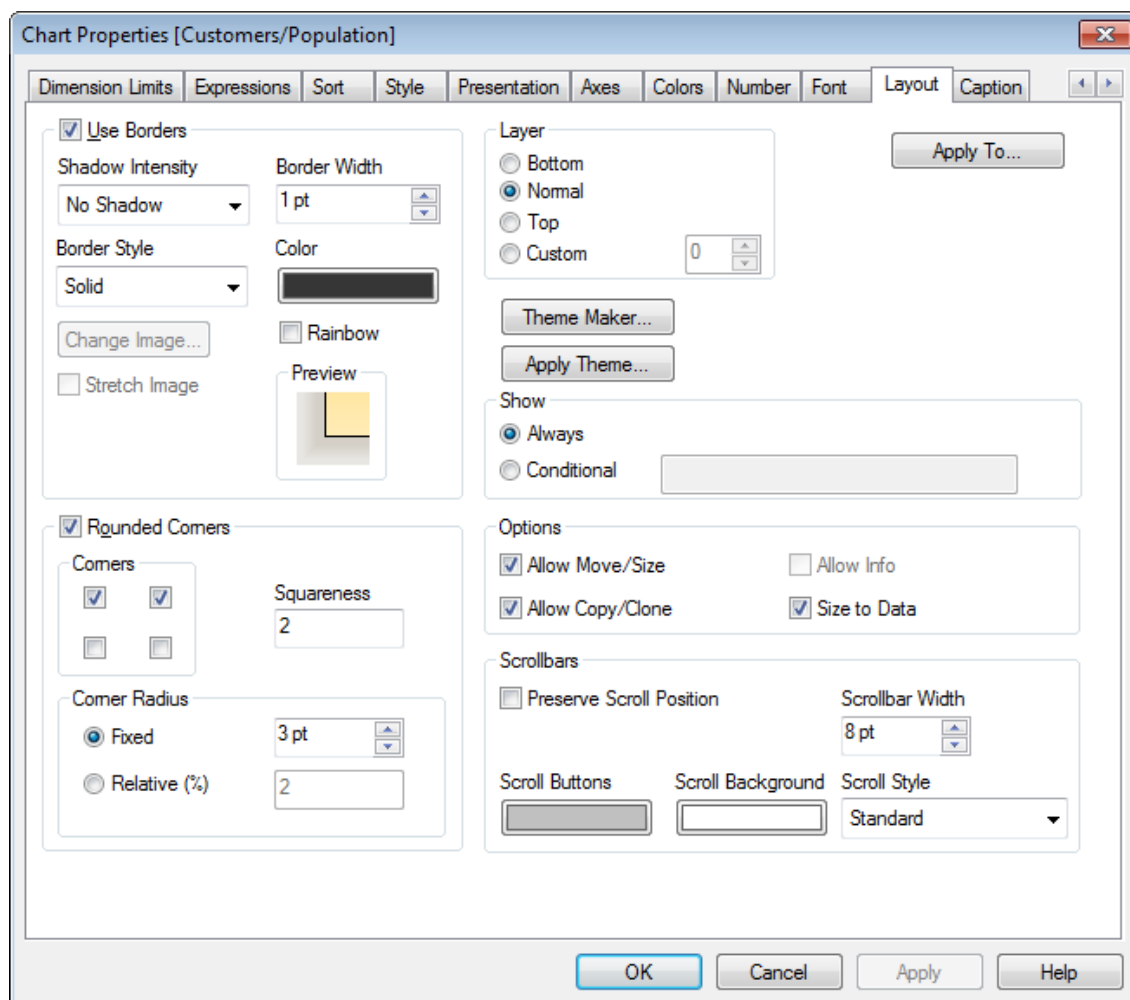 Chart Properties [Customers/Population]
Dimension Limits Expressions Sort Style Presentation Axes Colors Number Font Layout Caption
Use Borders
Shadow Intensity Border Width
No Shadow 1 pt
Border Style Color
Solid
Change Image... Rainbow
Stretch Image Preview
Layer
Bottom
Normal
Top
Custom 0
Apply To...
Theme Maker...
Apply Theme...
Show
Always
Conditional
Rounded Corners
Corners
Squareness
2
Corner Radius
Fixed 3 pt
Relative (%) 2
Options
Allow Move/Size Allow Info
Allow Copy/Clone Size to Data
Scrollbars
Preserve Scroll Position Scrollbar Width
8 pt
Scroll Buttons Scroll Background Scroll Style
Standard
OK Cancel Apply Help